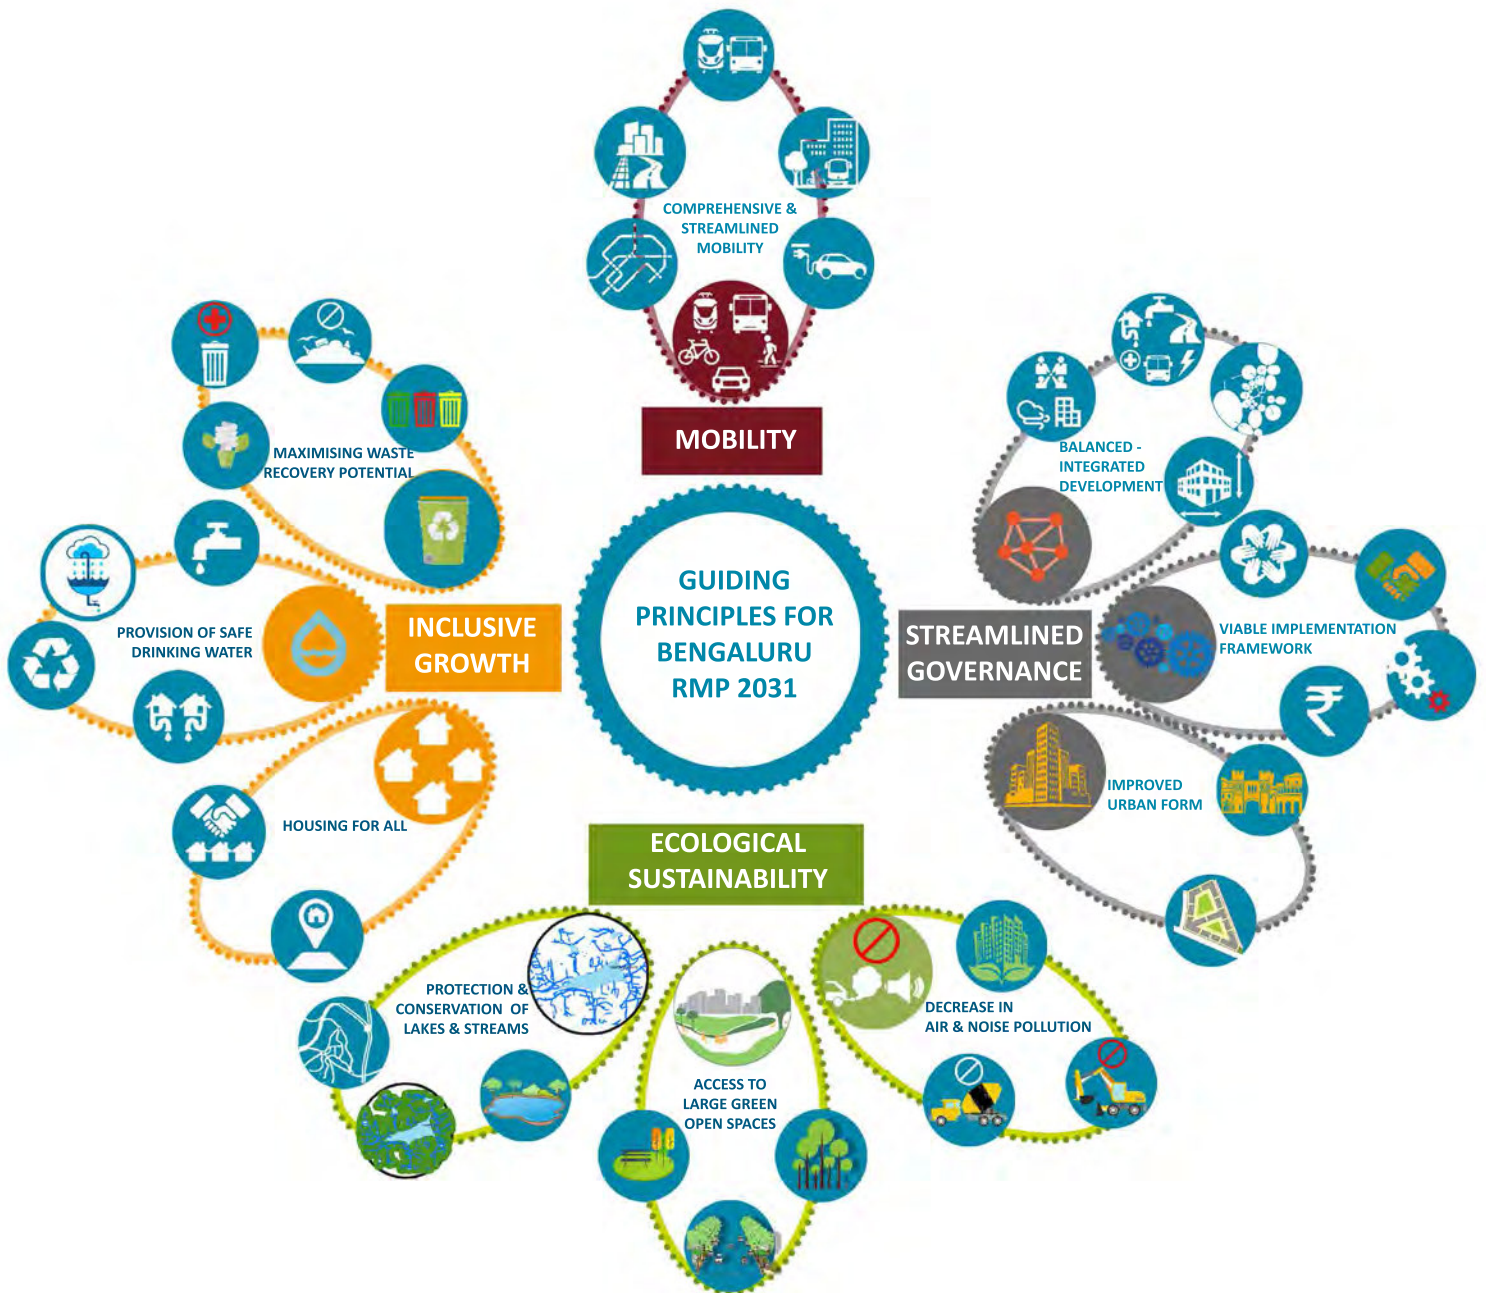 COMPREHENSIVE &
STREAMLINED
MOBILITY
MOBILITY
MAXIMISING WASTE
RECOVERY POTENTIAL
BALANCED -
INTEGRATED
DEVELOPMENT
GUIDING
PRINCIPLES FOR
BENGALURU
RMP 2031
INCLUSIVE
GROWTH
PROVISION OF SAFE
DRINKING WATER
STREAMLINED
GOVERNANCE
VIABLE IMPLEMENTATION
FRAMEWORK
₹
HOUSING FOR ALL
IMPROVED
URBAN FORM
ECOLOGICAL
SUSTAINABILITY
PROTECTION &
CONSERVATION OF
LAKES & STREAMS
DECREASE IN
AIR & NOISE POLLUTION
ACCESS TO
LARGE GREEN
OPEN SPACES